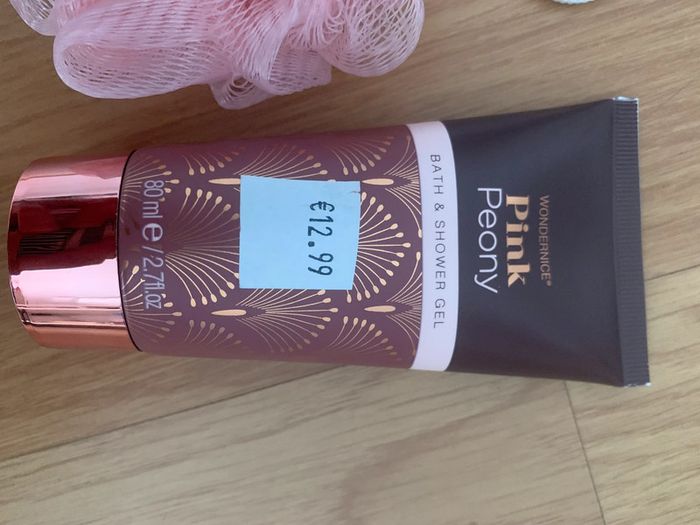 WONDERNICE®
Pink
Peony
BATH & SHOWER GEL
€12.99
80 ml e / 2.7fl.oz